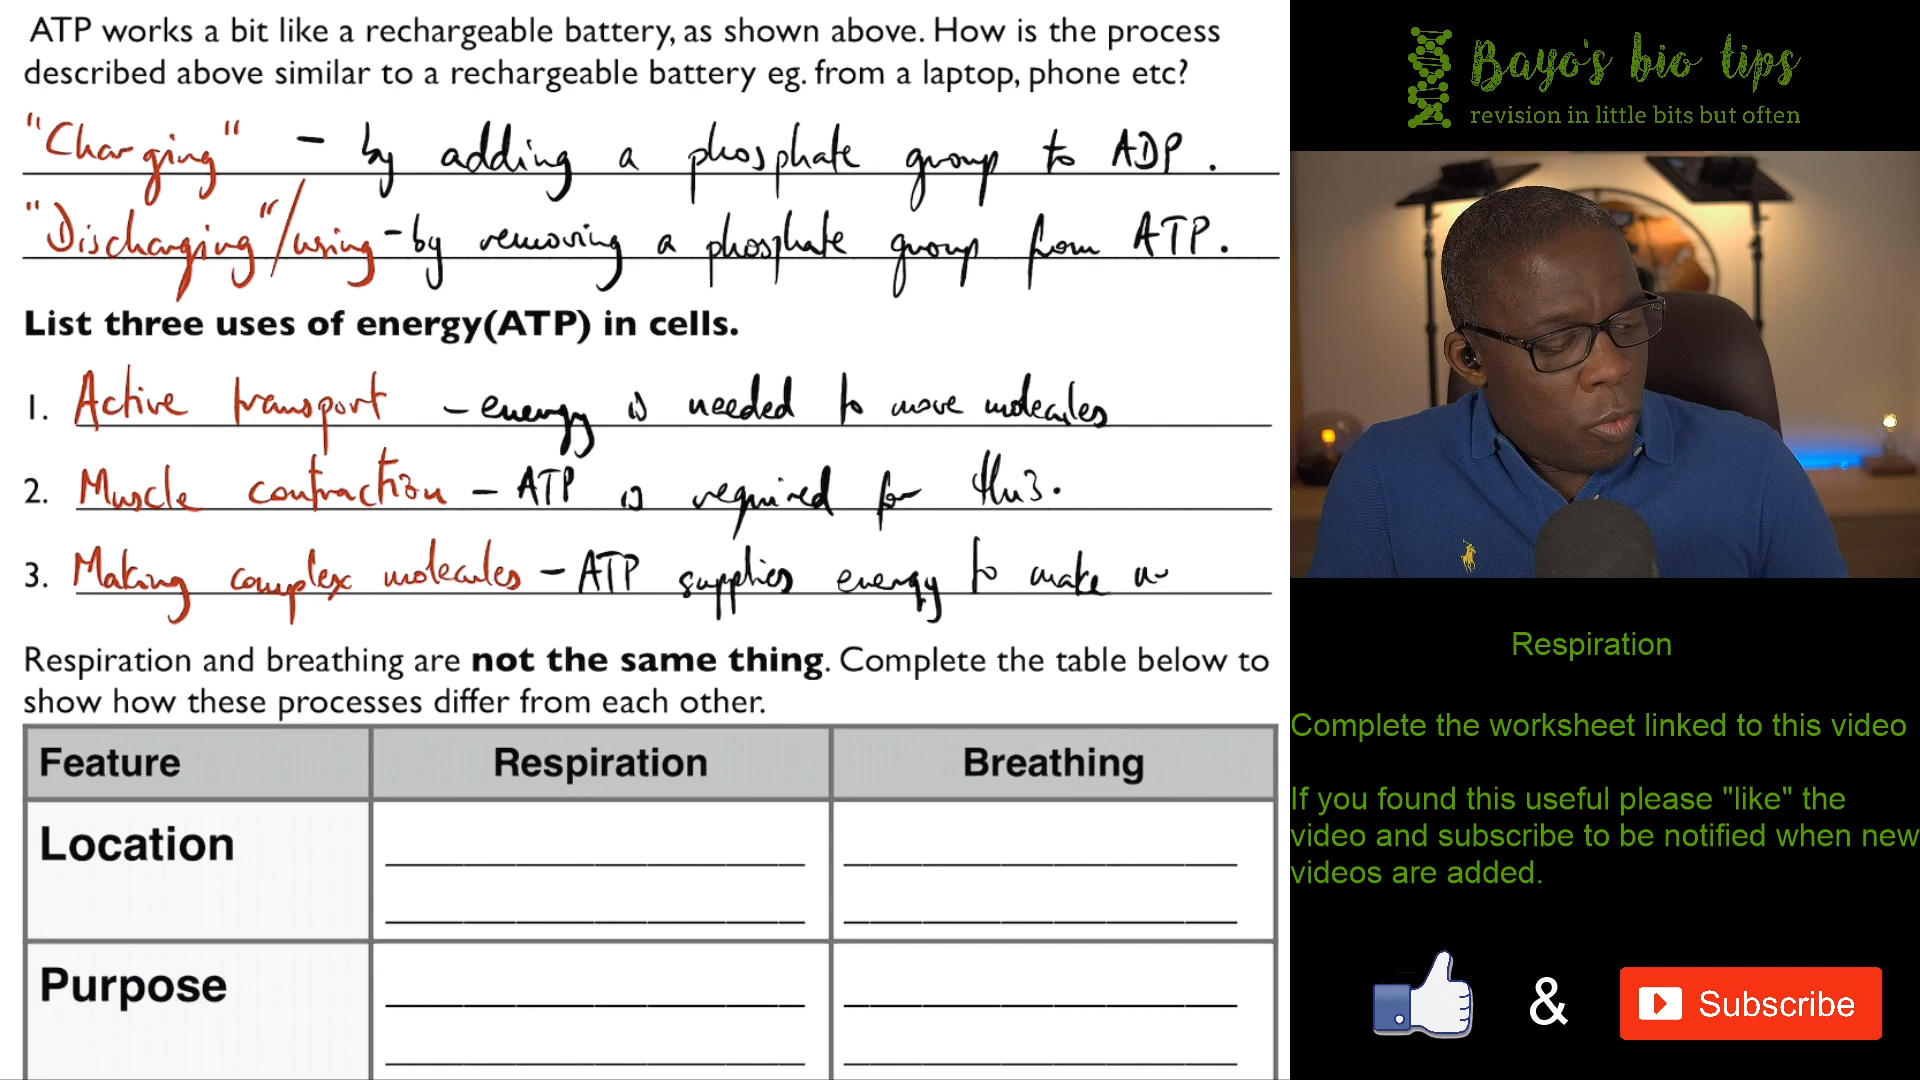 ATP works a bit like a rechargeable battery, as shown above. How is the process
described above similar to a rechargeable battery eg. from a laptop, phone etc?
"Charging" - by adding a phosphate group to ADP.
"Discharging"/using - by removing a phosphate group from ATP.
List three uses of energy(ATP) in cells.
1. Active transport - energy is needed to move molecules
2. Muscle contraction - ATP is required for this.
3. Making complex molecules - ATP supplies energy to make
Respiration and breathing are not the same thing. Complete the table below to
show how these processes differ from each other.
Feature Respiration Breathing
Location
Purpose
Bayo's bio tips
revision in little bits but often
Respiration
Complete the worksheet linked to this video
If you found this useful please "like" the
video and subscribe to be notified when new
videos are added.
&
Subscribe